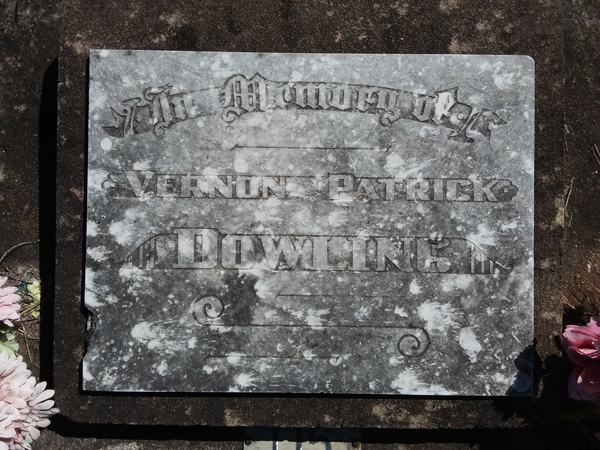 In Memory of
VERNON PATRICK
DOWLING